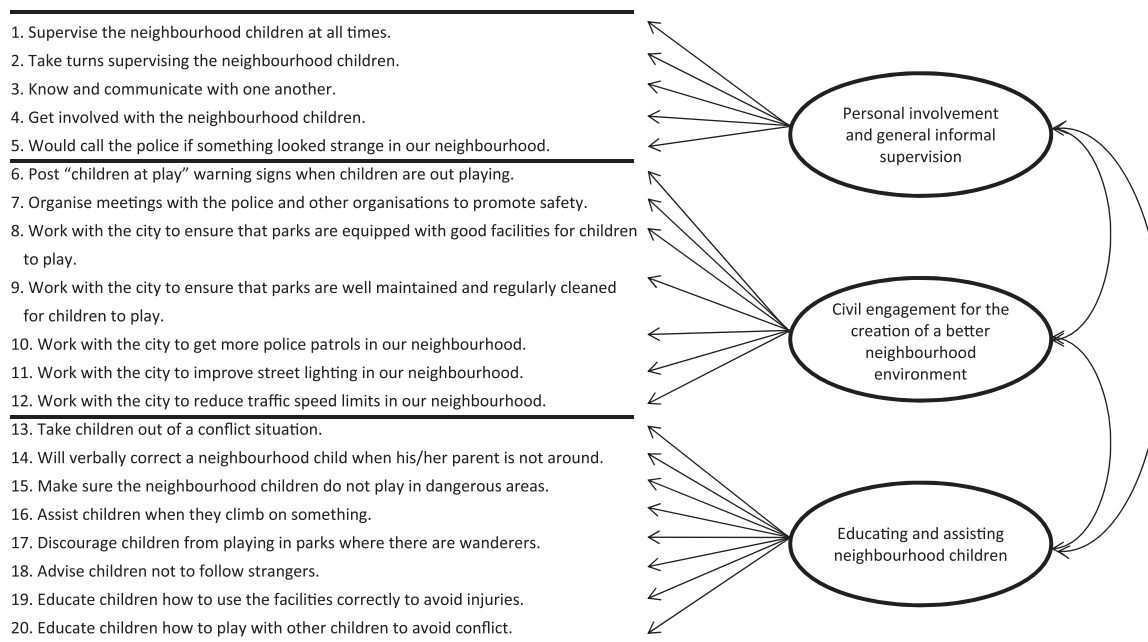 1. Supervise the neighbourhood children at all times.
2. Take turns supervising the neighbourhood children.
3. Know and communicate with one another.
4. Get involved with the neighbourhood children.
5. Would call the police if something looked strange in our neighbourhood.
6. Post “children at play” warning signs when children are out playing.
7. Organise meetings with the police and other organisations to promote safety.
8. Work with the city to ensure that parks are equipped with good facilities for children
to play.
9. Work with the city to ensure that parks are well maintained and regularly cleaned
for children to play.
10. Work with the city to get more police patrols in our neighbourhood.
11. Work with the city to improve street lighting in our neighbourhood.
12. Work with the city to reduce traffic speed limits in our neighbourhood.
13. Take children out of a conflict situation.
14. Will verbally correct a neighbourhood child when his/her parent is not around.
15. Make sure the neighbourhood children do not play in dangerous areas.
16. Assist children when they climb on something.
17. Discourage children from playing in parks where there are wanderers.
18. Advise children not to follow strangers.
19. Educate children how to use the facilities correctly to avoid injuries.
20. Educate children how to play with other children to avoid conflict.
Personal involvement
and general informal
supervision
Civil engagement for the
creation of a better
neighbourhood
environment
Educating and assisting
neighbourhood children